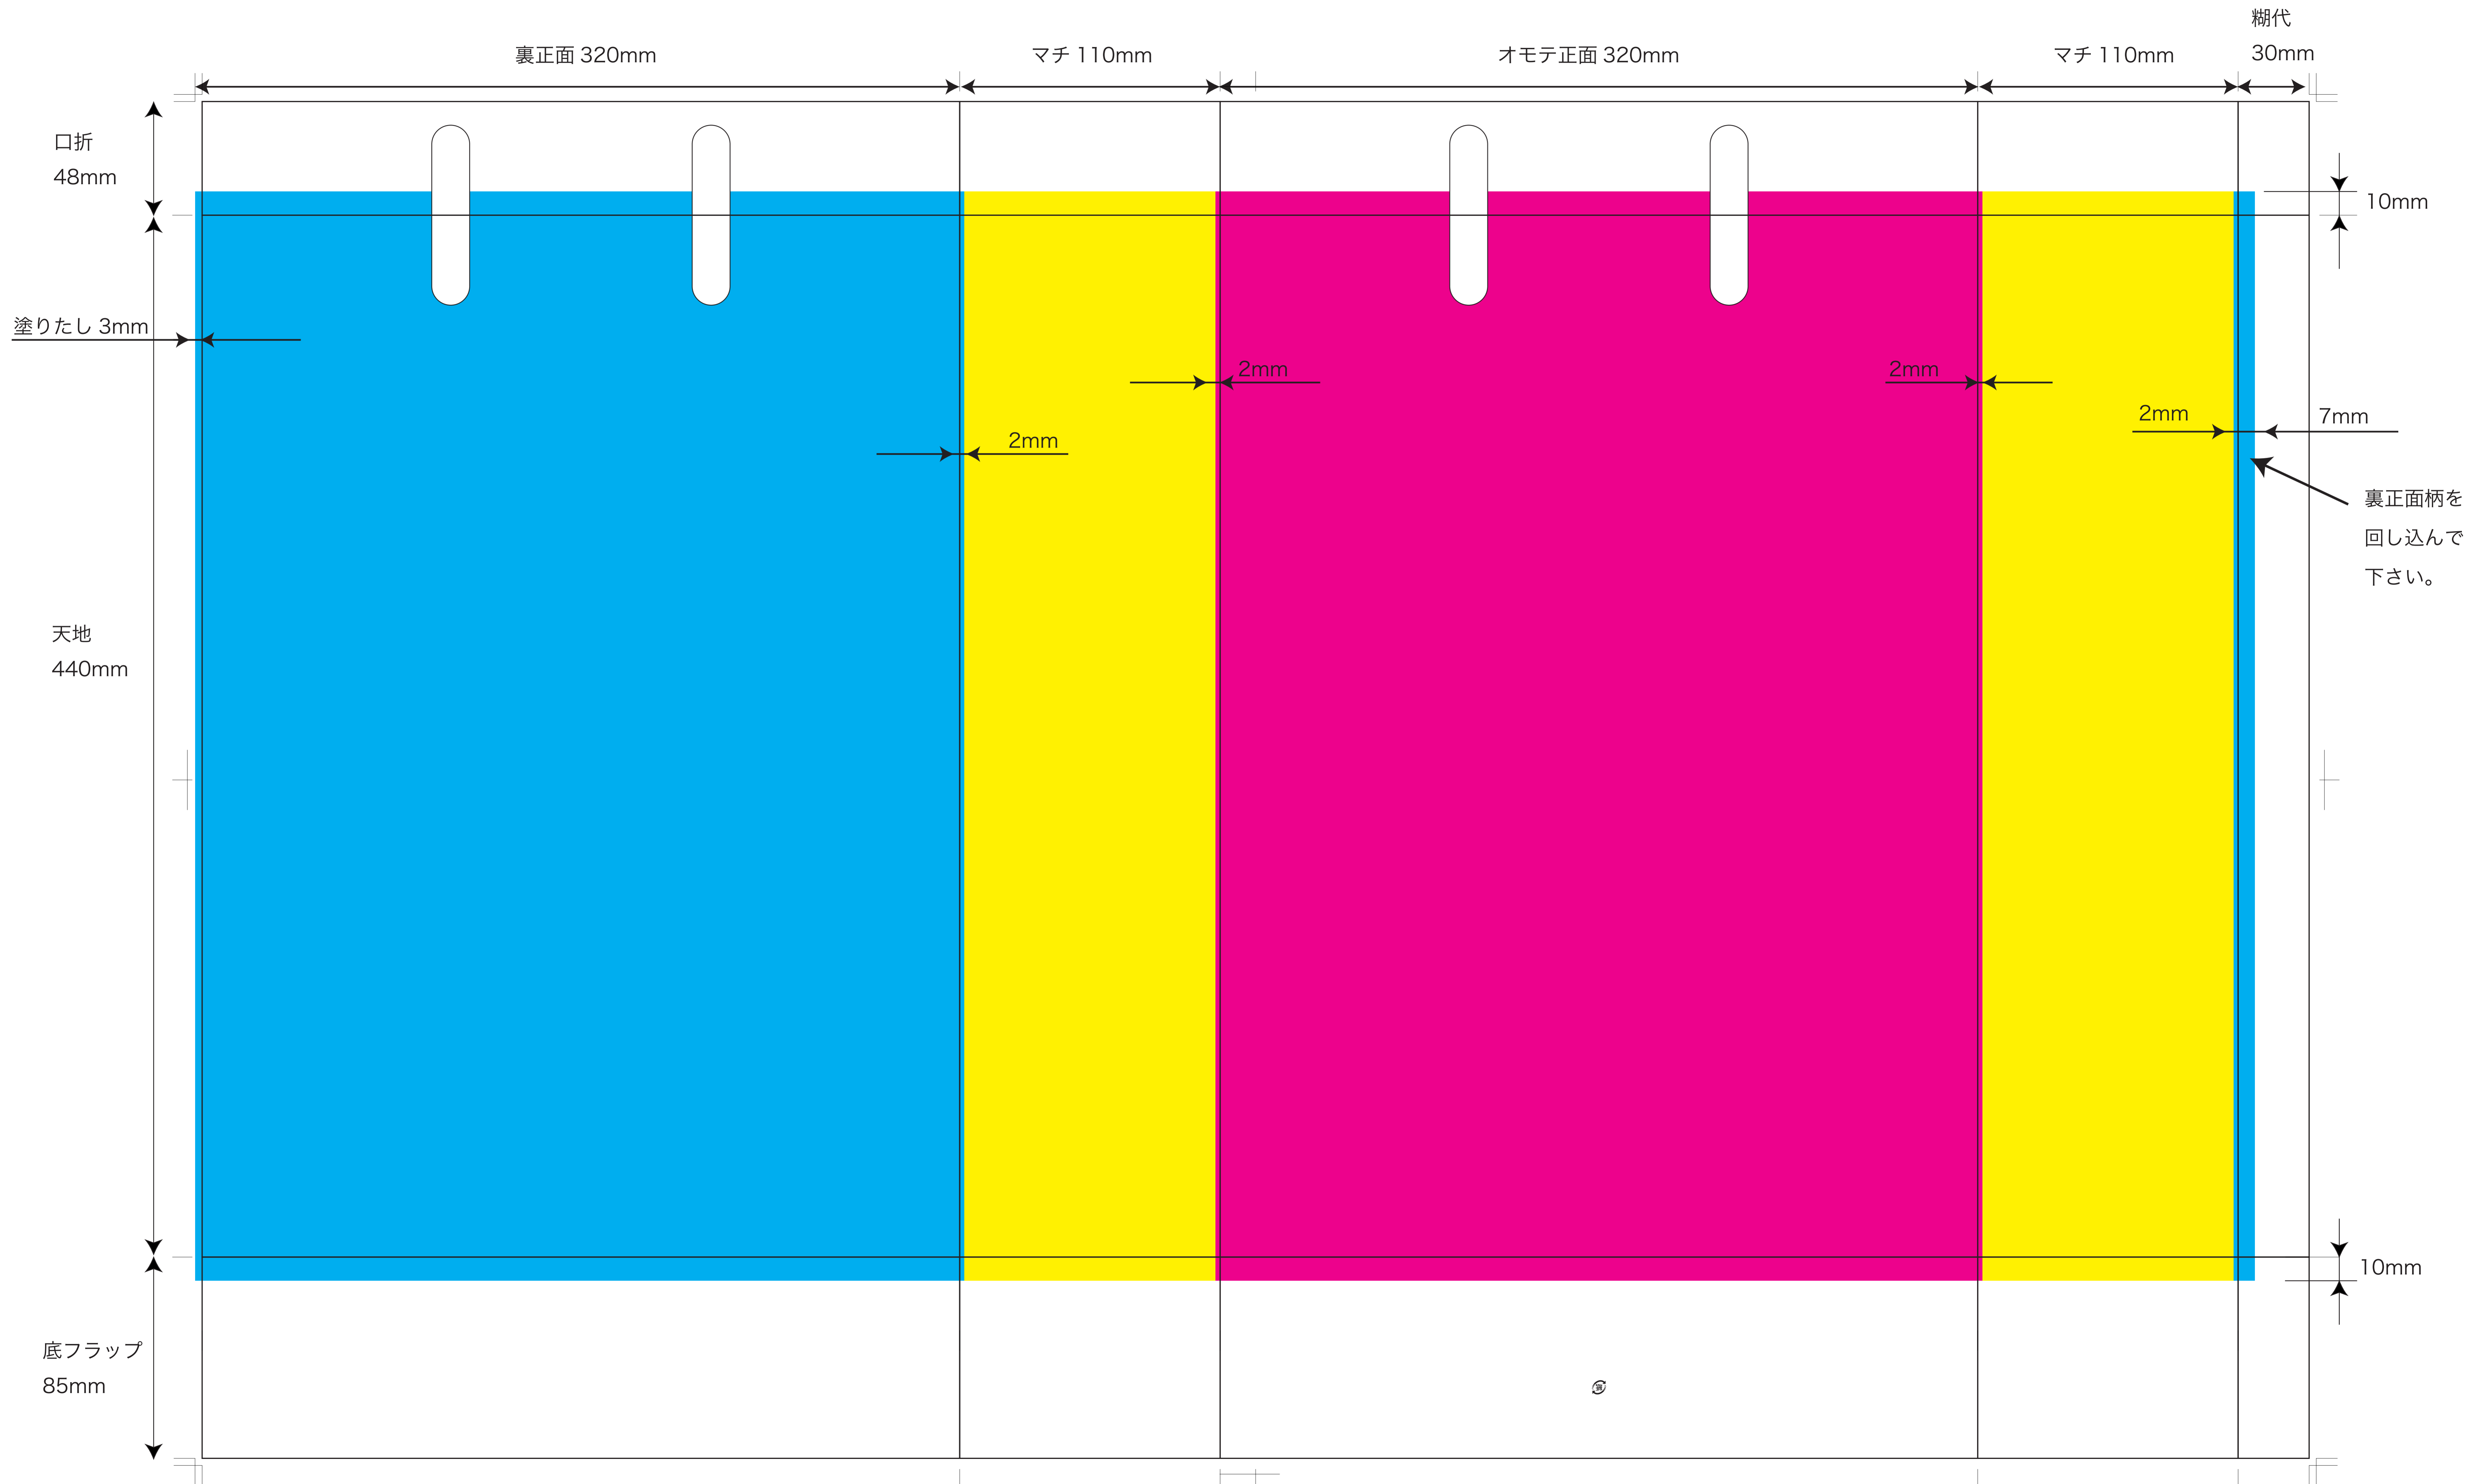 糊代
30mm
裏正面 320mm
マチ 110mm
オモテ正面 320mm
マチ 110mm
口折
48mm
10mm
塗りたし 3mm
2mm
2mm
2mm
7mm
2mm
裏正面柄を
回し込んで
下さい。
天地
440mm
10mm
底フラップ
85mm